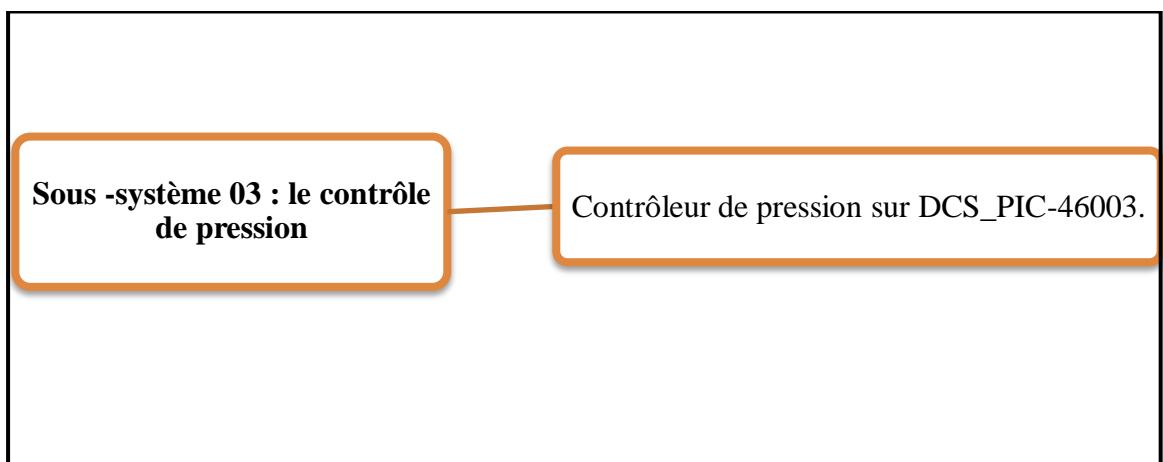 Sous -système 03 : le contrôle
de pression
Contrôleur de pression sur DCS_PIC-46003.